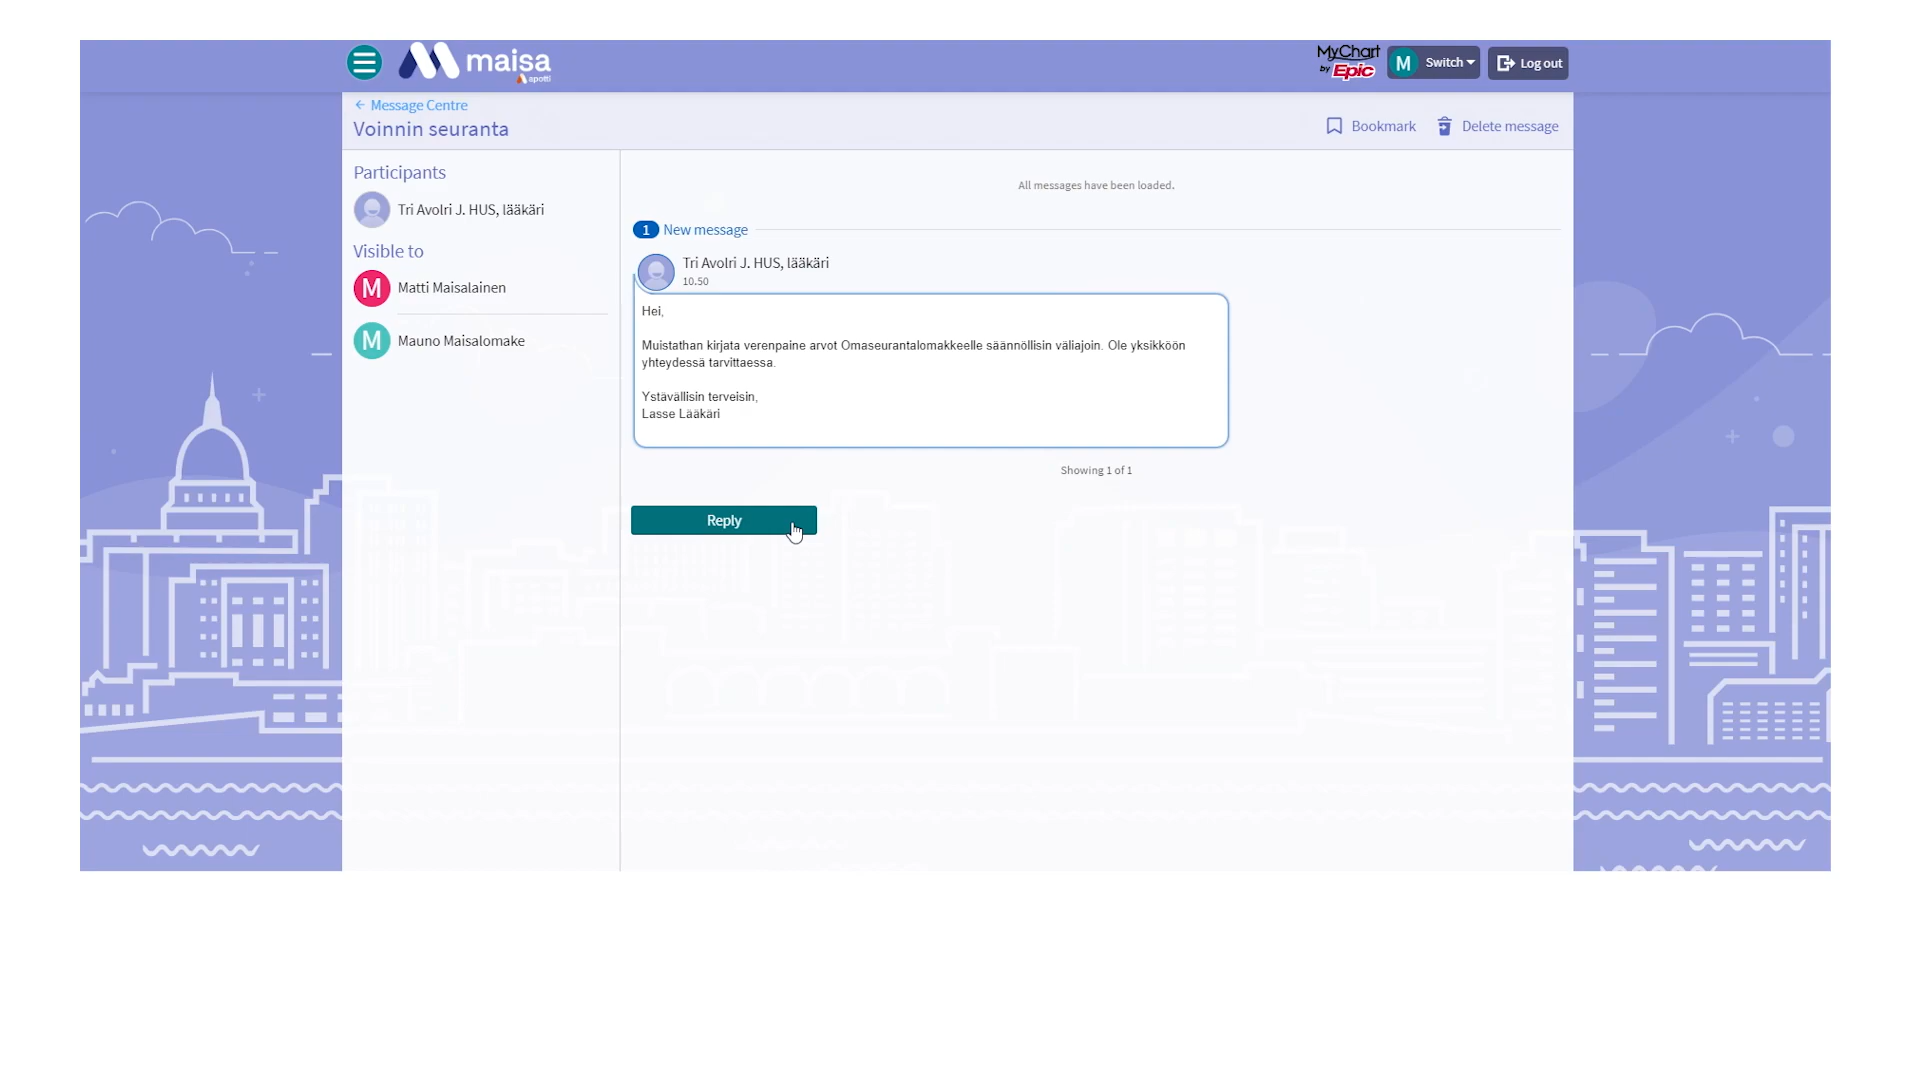 maisa
apotti
MyChart
by Epic
M Switch
Log out
Message Centre
Voinnin seuranta
Bookmark
Delete message
Participants
Tri Avolri J. HUS, lääkäri
Visible to
M Matti Maisalainen
M Mauno Maisalomake
All messages have been loaded.
1 New message
Tri Avolri J. HUS, lääkäri
10.50
Hei,
Muistathan kirjata verenpaine arvot Omaseurantalomakkeelle säännöllisin väliajoin. Ole yksikköön
yhteydessä tarvittaessa.
Ystävällisin terveisin,
Lasse Lääkäri
Showing 1 of 1
Reply